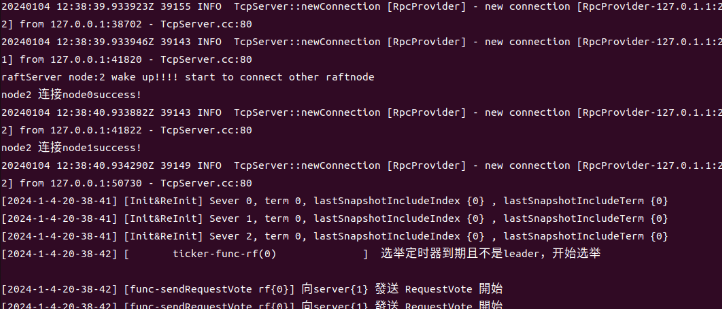 20240104 12:38:39.933923Z 39155 INFO  TcpServer::newConnection [RpcProvider] - new connection [RpcProvider-127.0.1.1:2
2] from 127.0.0.1:38702 - TcpServer.cc:80
20240104 12:38:39.933946Z 39143 INFO  TcpServer::newConnection [RpcProvider] - new connection [RpcProvider-127.0.1.1:2
1] from 127.0.0.1:41820 - TcpServer.cc:80
raftServer node:2 wake up!!!! start to connect other raftnode
node2 连接node0success!
20240104 12:38:40.933882Z 39143 INFO  TcpServer::newConnection [RpcProvider] - new connection [RpcProvider-127.0.1.1:2
2] from 127.0.0.1:41822 - TcpServer.cc:80
node2 连接node1success!
20240104 12:38:40.934290Z 39149 INFO  TcpServer::newConnection [RpcProvider] - new connection [RpcProvider-127.0.1.1:2
2] from 127.0.0.1:50730 - TcpServer.cc:80
[2024-1-4-20-38-41] [Init&ReInit] Sever 0, term 0, lastSnapshotIncludeIndex {0} , lastSnapshotIncludeTerm {0}
[2024-1-4-20-38-41] [Init&ReInit] Sever 1, term 0, lastSnapshotIncludeIndex {0} , lastSnapshotIncludeTerm {0}
[2024-1-4-20-38-41] [Init&ReInit] Sever 2, term 0, lastSnapshotIncludeIndex {0} , lastSnapshotIncludeTerm {0}
[2024-1-4-20-38-42] [       ticker-func-rf(0)              ]  选举定时器到期且不是leader，开始选举
[2024-1-4-20-38-42] [func-sendRequestVote rf{0}] 向server{1} 發送 RequestVote 開始
[2024-1-4-20-38-42] [func-sendRequestVote rf{0}] 向server{2} 發送 RequestVote 開始